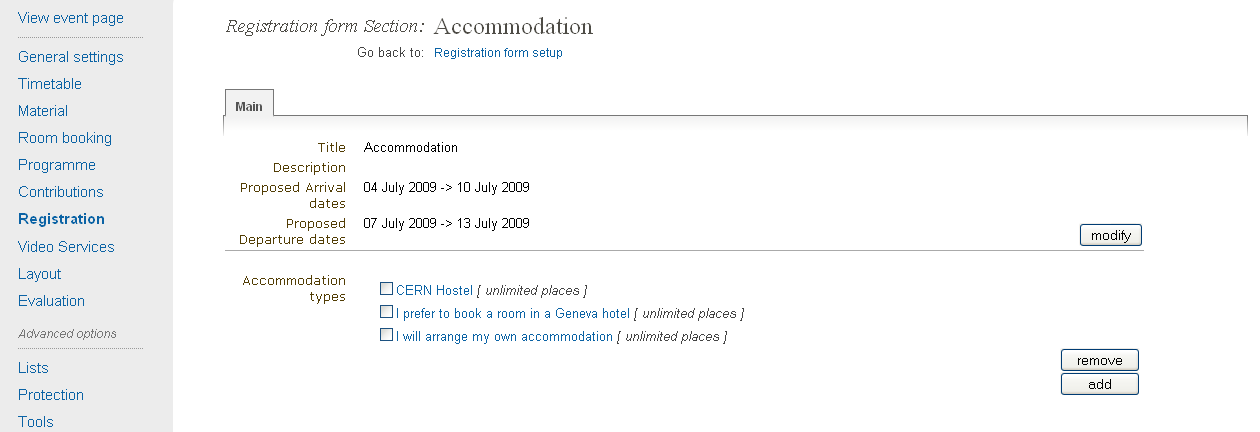 View event page
General settings
Timetable
Material
Room booking
Programme
Contributions
Registration
Video Services
Layout
Evaluation
Advanced options
Lists
Protection
Tools
Registration form Section: Accommodation
Go back to: Registration form setup
Main
Title Accommodation
Description
Proposed Arrival dates 04 July 2009 -> 10 July 2009
Proposed Departure dates 07 July 2009 -> 13 July 2009
modify
Accommodation types
CERN Hostel [ unlimited places ]
I prefer to book a room in a Geneva hotel [ unlimited places ]
I will arrange my own accommodation [ unlimited places ]
remove
add